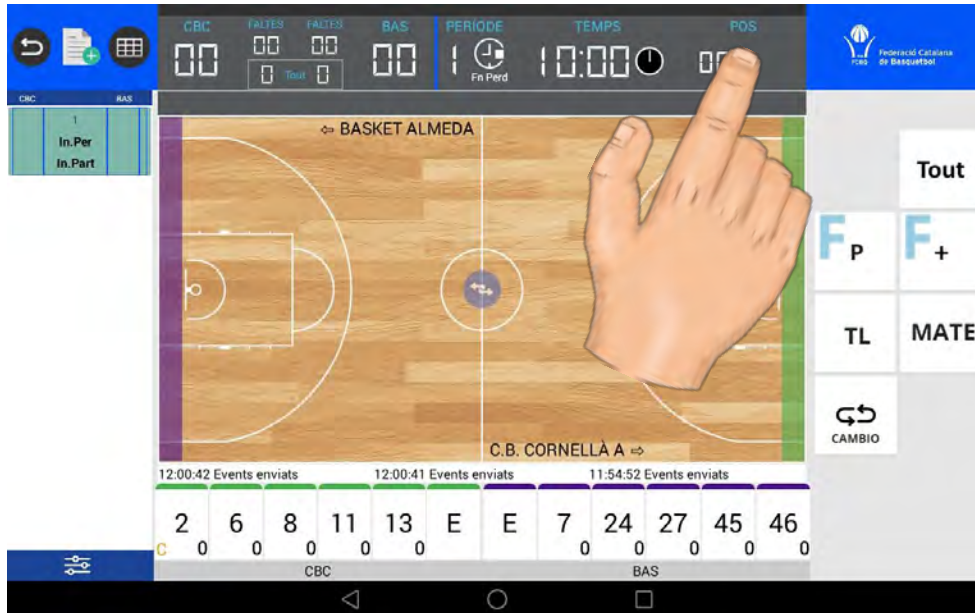 CBC FALTES FALTES BAS PERÍODE TEMPS POS
00 00 00 00 1 10:00
0 Tout 0 Fn Perd
FCBQ Federació Catalana
de Basquetbol
CBC BAS
1
In.Per
In.Part
⇦ BASKET ALMEDA
Tout
F P F +
TL MATE
CAMBIO
C.B. CORNELLÀ A ⇨
12:00:42 Events enviats 12:00:41 Events enviats 11:54:52 Events enviats
2 6 8 11 13 E E 7 24 27 45 46
C 0 0 0 0 0 0 0 0 0 0
CBC BAS